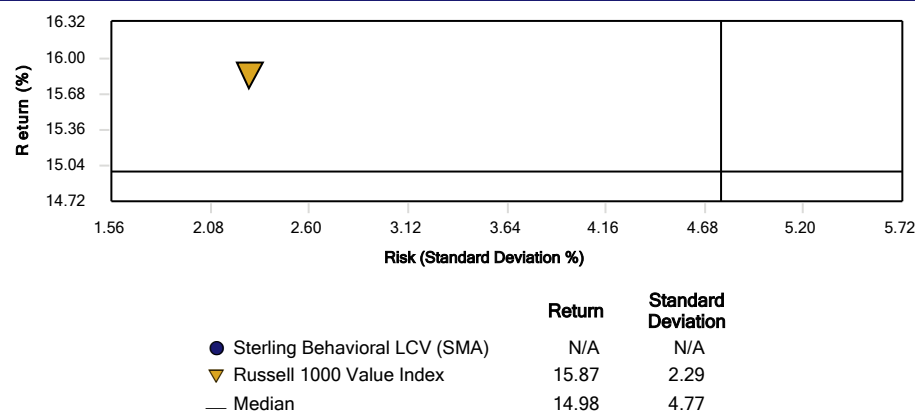 16.32
16.00
15.68
15.36
15.04
14.72
Return (%)
1.56 2.08 2.60 3.12 3.64 4.16 4.68 5.20 5.72
Risk (Standard Deviation %)
Return Standard Deviation
Sterling Behavioral LCV (SMA) N/A N/A
Russell 1000 Value Index 15.87 2.29
Median 14.98 4.77